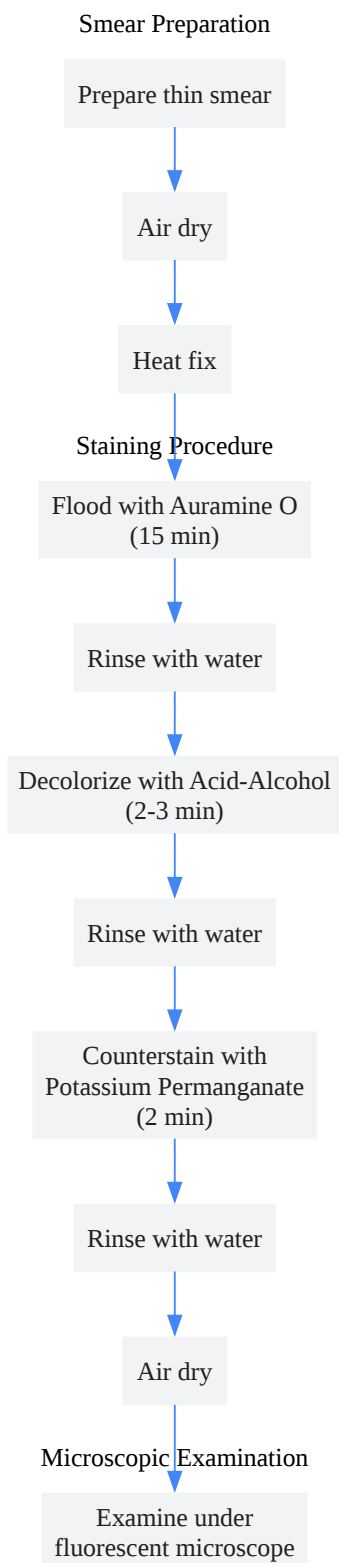 Smear Preparation
Prepare thin smear
Air dry
Heat fix
Staining Procedure
Flood with Auramine O
(15 min)
Rinse with water
Decolorize with Acid-Alcohol
(2-3 min)
Rinse with water
Counterstain with
Potassium Permanganate
(2 min)
Rinse with water
Air dry
Microscopic Examination
Examine under
fluorescent microscope